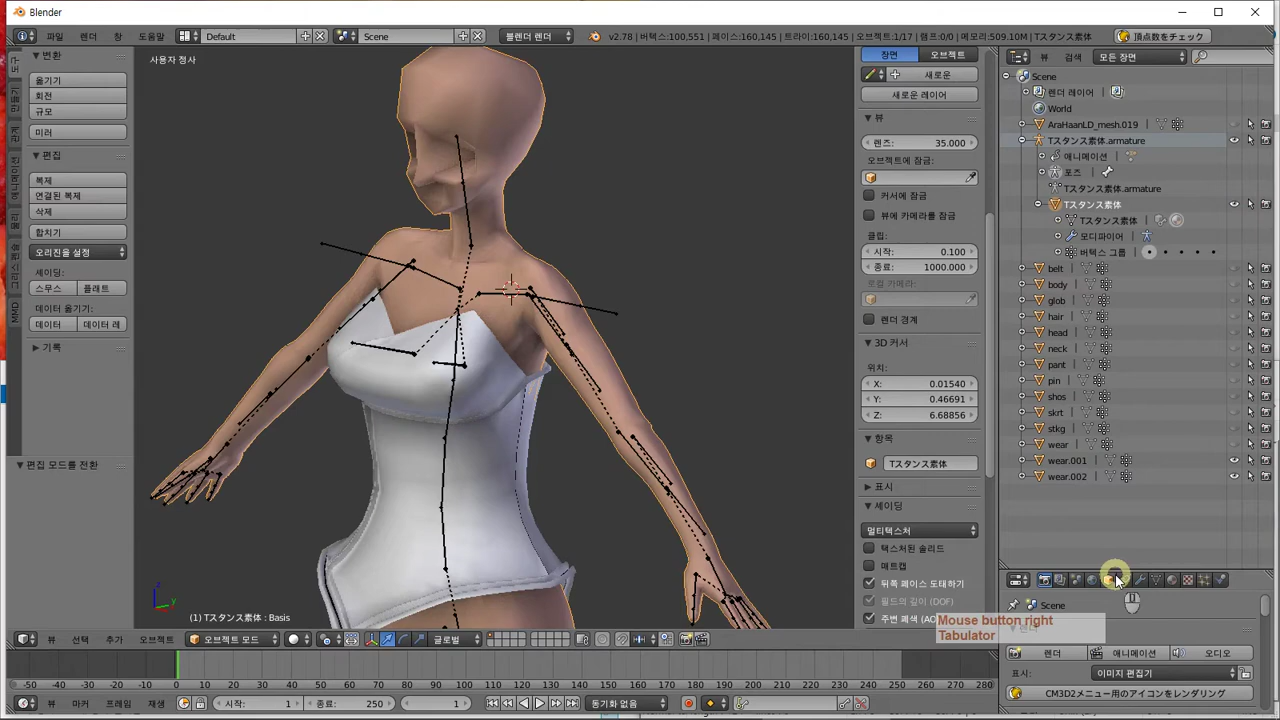 Blender
파일 렌더 창 도움말 Default Scene 블렌더 렌더 v2.78 | 버텍스:100,551 | 페이스:160,145 | 트라이:160,145 | 오브젝트:1/17 | 램프:0/0 | 메모리:509.10M | Tスタンス素体 頂点数をチェック
변환
옮기기
회전
규모
미러
편집
복제
연결된 복제
삭제
합치기
오리진을 설정
셰이딩:
스무스 플래트
데이터 옮기기:
데이터 데이터 레
기록
MMD
편집 모드를 전환
사용자 정사
(1) Tスタンス素体 : Basis
장면 오브젝트
새로운
새로운 레이어
뷰
렌즈: 35.000
오브젝트에 잠금:
커서에 잠금
뷰에 카메라를 잠금
클립:
시작: 0.100
종료: 1000.000
로컬 카메라:
렌더 경계
3D 커서
위치:
X: 0.01540
Y: 0.46691
Z: 6.68856
항목
Tスタンス素体
표시
셰이딩
멀티텍스처
텍스처된 솔리드
매트캡
뒤쪽 페이스 도태하기
필드의 깊이 (DOF)
주변 폐색 (AO
뷰 검색 모든 장면
Scene
렌더 레이어
World
AraHaanLD_mesh.019
Tスタンス素体.armature
애니메이션
포즈
Tスタンス素体.armature
Tスタンス素体
Tスタンス素体
모디파이어
버텍스 그룹
belt
body
glob
hair
head
neck
pant
pin
shos
skrt
stkg
wear
wear.001
wear.002
Scene
Mouse button right
Tabulator
렌더 애니메이션 오디오
표시: 이미지 편집기
CM3D2メニュー用のアイコンをレンダリング
뷰 선택 추가 오브젝트 오브젝트 모드 글로벌
-50 -40 -30 -20 -10 0 10 20 30 40 50 60 70 80 90 100 110 120 130 140 150 160 170 180 190 200 210 220 230 240 250 260 270 280
뷰 마커 프레임 재생 시작: 1 종료: 250 1 동기화 없음